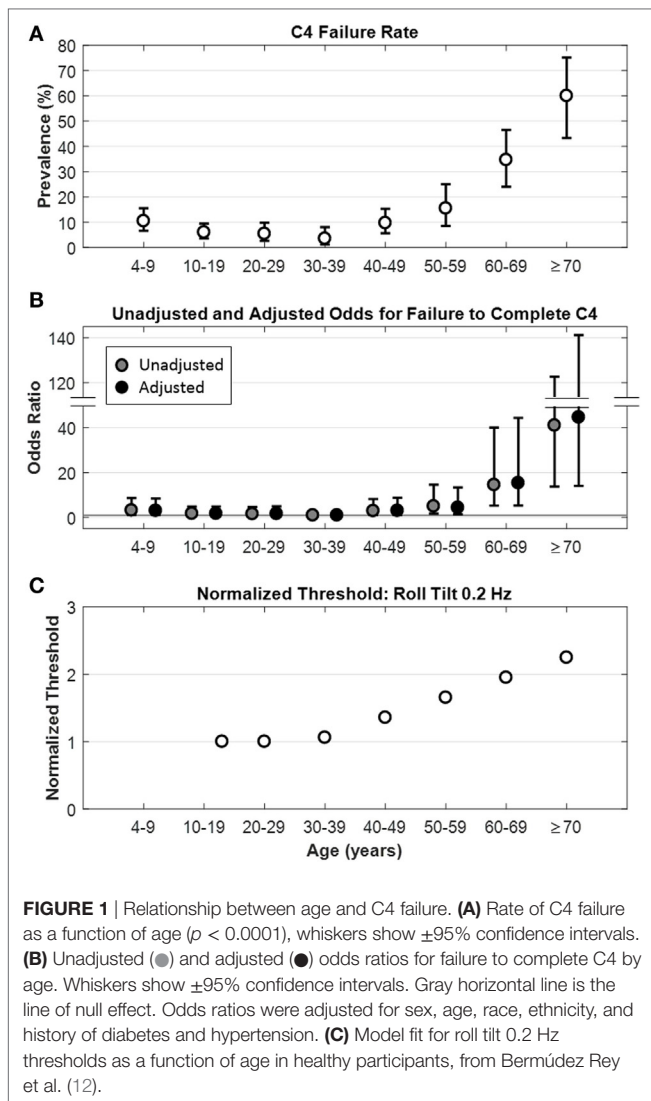 A
C4 Failure Rate
Prevalence (%)
80
70
60
50
40
30
20
10
0
4-9 10-19 20-29 30-39 40-49 50-59 60-69 ≥70
B
Unadjusted and Adjusted Odds for Failure to Complete C4
Odds Ratio
140
120
40
20
0
Unadjusted
Adjusted
4-9 10-19 20-29 30-39 40-49 50-59 60-69 ≥70
C
Normalized Threshold: Roll Tilt 0.2 Hz
Normalized Threshold
3
2
1
0
4-9 10-19 20-29 30-39 40-49 50-59 60-69 ≥70
Age (years)
FIGURE 1 | Relationship between age and C4 failure. (A) Rate of C4 failure
as a function of age (p < 0.0001), whiskers show ±95% confidence intervals.
(B) Unadjusted (●) and adjusted (●) odds ratios for failure to complete C4 by
age. Whiskers show ±95% confidence intervals. Gray horizontal line is the
line of null effect. Odds ratios were adjusted for sex, age, race, ethnicity, and
history of diabetes and hypertension. (C) Model fit for roll tilt 0.2 Hz
thresholds as a function of age in healthy participants, from Bermúdez Rey
et al. (12).